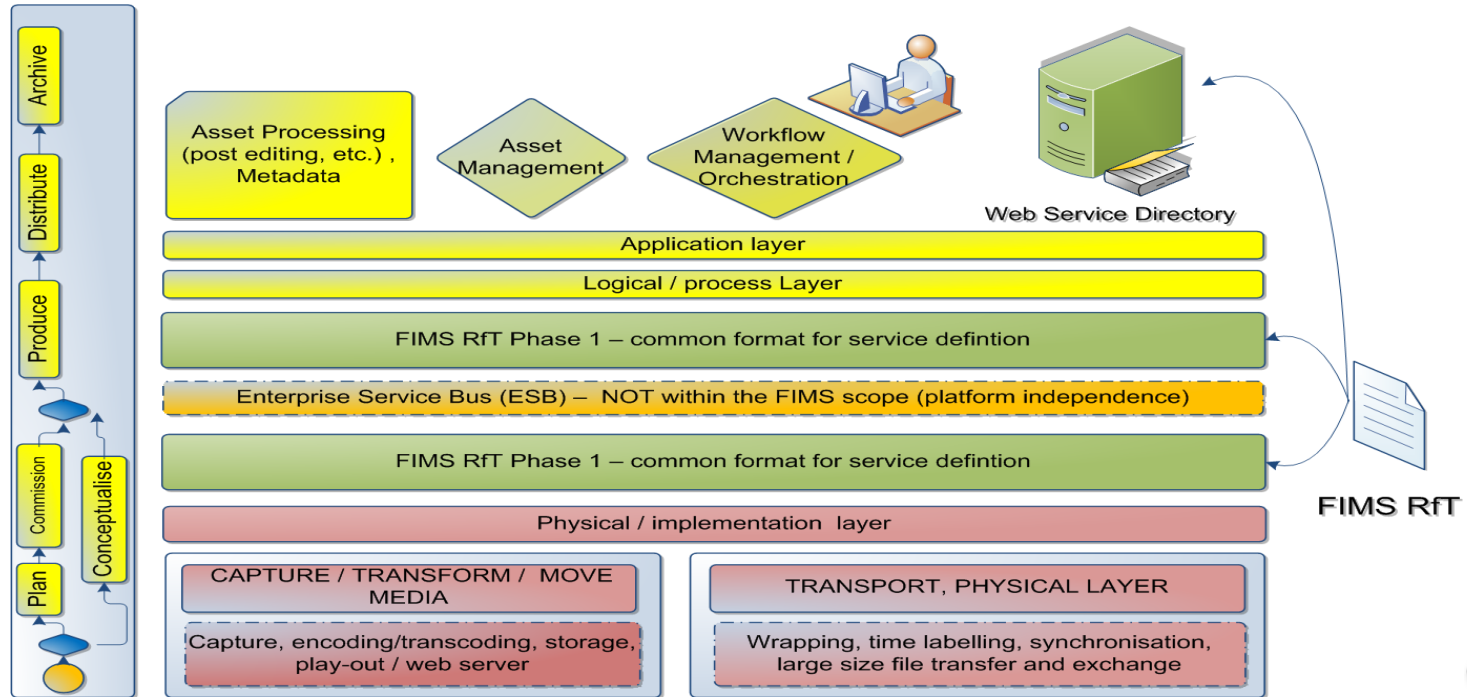 Archive
Distribute
Produce
Commission
Conceptualise
Plan
Asset Processing
(post editing, etc.) ,
Metadata
Asset
Management
Workflow
Management /
Orchestration
Web Service Directory
Application layer
Logical / process Layer
FIMS RfT Phase 1 – common format for service defintion
Enterprise Service Bus (ESB) – NOT within the FIMS scope (platform independence)
FIMS RfT Phase 1 – common format for service defintion
Physical / implementation layer
CAPTURE / TRANSFORM / MOVE
MEDIA
Capture, encoding/transcoding, storage,
play-out / web server
TRANSPORT, PHYSICAL LAYER
Wrapping, time labelling, synchronisation,
large size file transfer and exchange
FIMS RfT